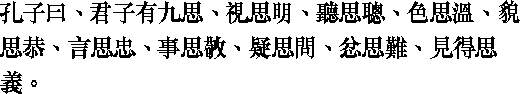 孔子曰、君子有九思、視思明、聽思聰、色思溫、貌
思恭、言思忠、事思敬、疑思問、忿思難、見得思
義。